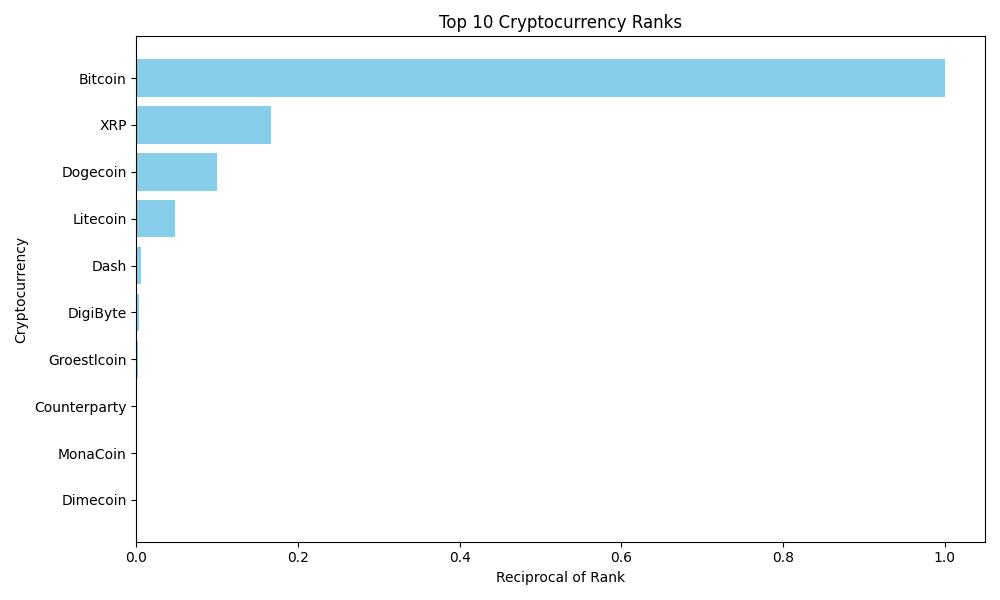 Top 10 Cryptocurrency Ranks
Cryptocurrency
Bitcoin
XRP
Dogecoin
Litecoin
Dash
DigiByte
Groestlcoin
Counterparty
MonaCoin
Dimecoin
0.0 0.2 0.4 0.6 0.8 1.0
Reciprocal of Rank